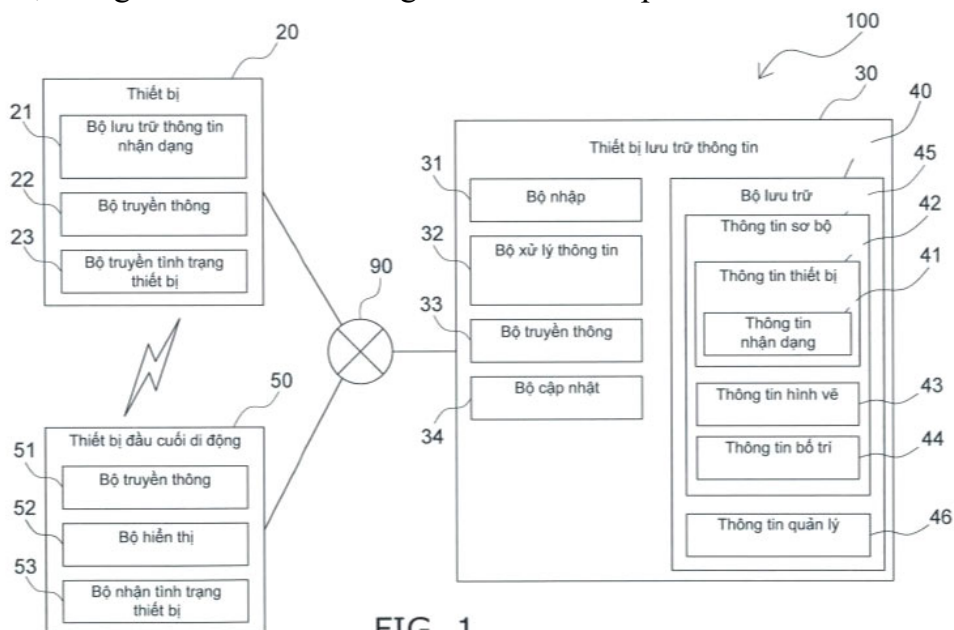 100
20
Thiết bị
21
Bộ lưu trữ thông tin
nhận dạng
22
Bộ truyền thông
23
Bộ truyền tình trạng
thiết bị
90
50
Thiết bị đầu cuối di động
51
Bộ truyền thông
52
Bộ hiển thị
53
Bộ nhận tình trạng
thiết bị
30
40
Thiết bị lưu trữ thông tin
31
Bộ nhập
32
Bộ xử lý thông tin
33
Bộ truyền thông
34
Bộ cập nhật
45
Bộ lưu trữ
42
Thông tin sơ bộ
41
Thông tin thiết bị
Thông tin
nhận dạng
43
Thông tin hình vẽ
44
Thông tin bố trí
46
Thông tin quản lý
FIG. 1